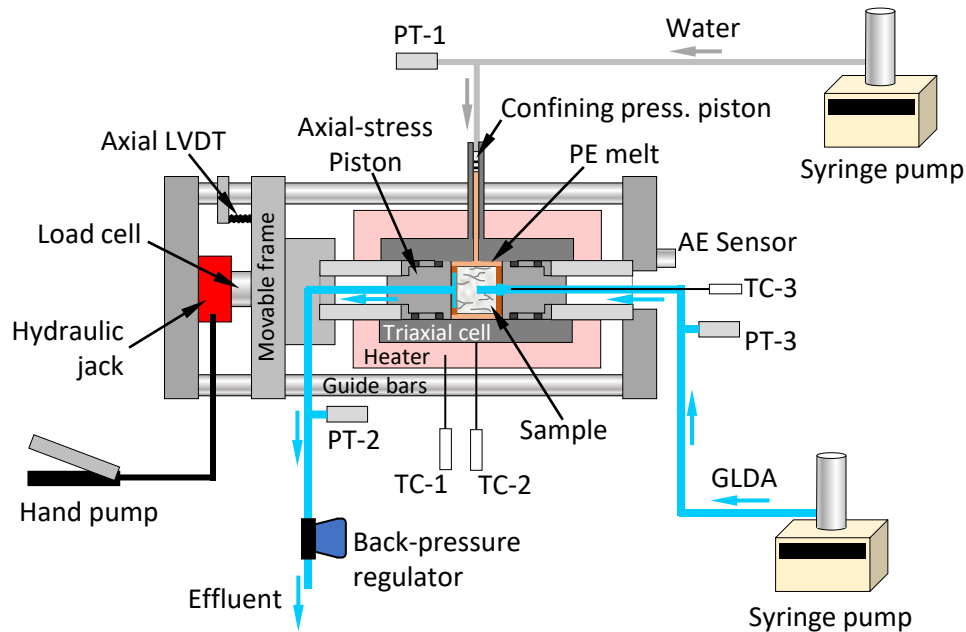 PT-1
Water
Confining press. piston
Axial-stress
Piston
PE melt
Axial LVDT
Syringe pump
Load cell
Movable frame
AE Sensor
TC-3
Hydraulic
jack
Triaxial cell
PT-3
Heater
Guide bars
Sample
PT-2
TC-1
TC-2
GLDA
Hand pump
Back-pressure
regulator
Effluent
Syringe pump